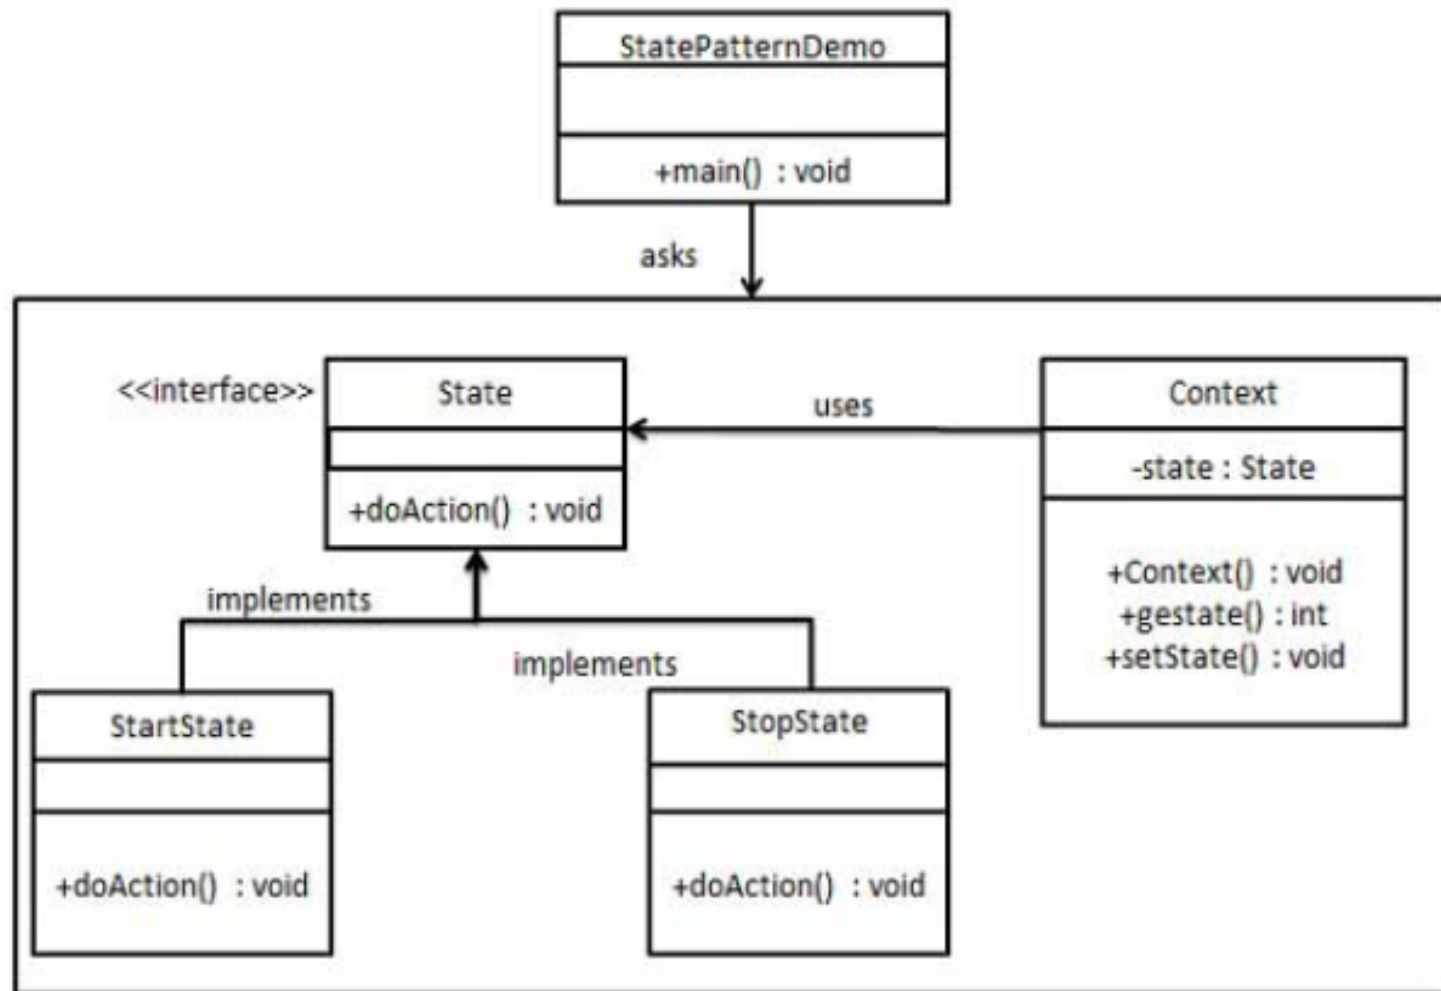 StatePatternDemo
+main() : void
asks
<<interface>>
State
uses
Context
-state : State
+doAction() : void
+Context() : void
+gestate() : int
+setState() : void
implements
implements
StartState
StopState
+doAction() : void
+doAction() : void